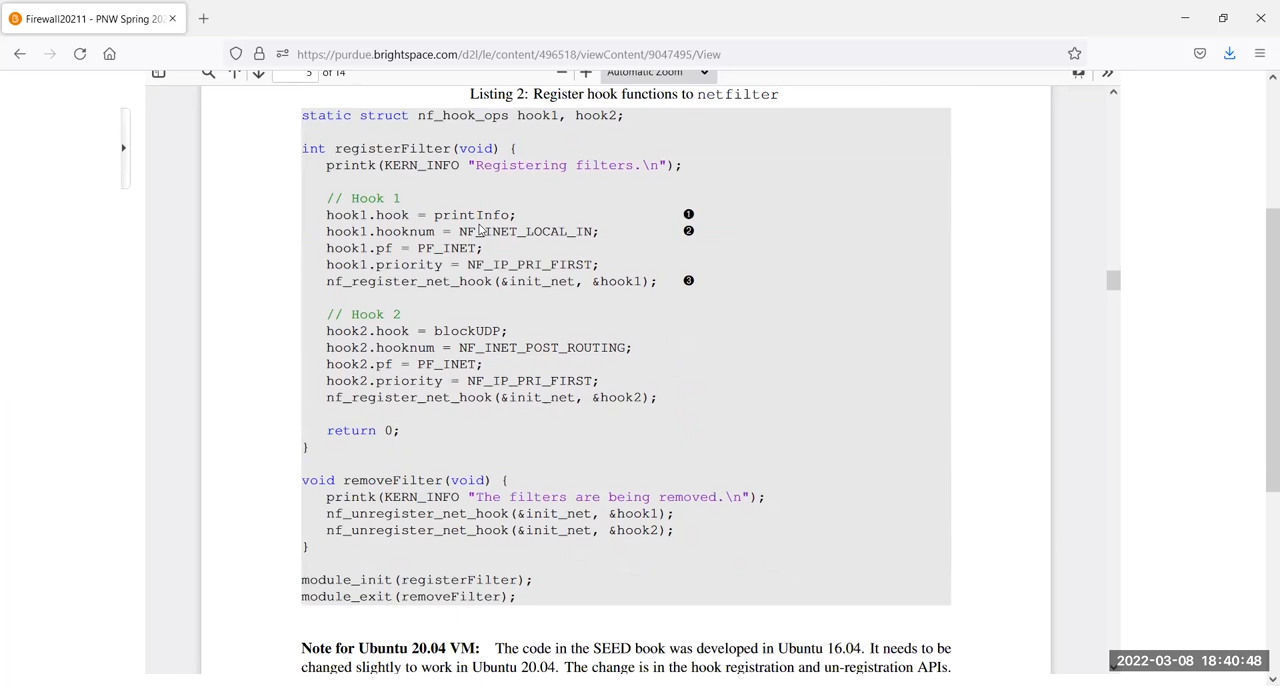 Firewall20211 - PNW Spring 202
https://purdue.brightspace.com/d2l/le/content/496518/viewContent/9047495/View
5 of 14
Automatic Zoom
Listing 2: Register hook functions to netfilter
static struct nf_hook_ops hook1, hook2;
int registerFilter(void) {
printk(KERN_INFO "Registering filters.\n");
// Hook 1
hook1.hook = printInfo; ❶
hook1.hooknum = NF_INET_LOCAL_IN; ❷
hook1.pf = PF_INET;
hook1.priority = NF_IP_PRI_FIRST;
nf_register_net_hook(&init_net, &hook1); ❸
// Hook 2
hook2.hook = blockUDP;
hook2.hooknum = NF_INET_POST_ROUTING;
hook2.pf = PF_INET;
hook2.priority = NF_IP_PRI_FIRST;
nf_register_net_hook(&init_net, &hook2);
return 0;
}
void removeFilter(void) {
printk(KERN_INFO "The filters are being removed.\n");
nf_unregister_net_hook(&init_net, &hook1);
nf_unregister_net_hook(&init_net, &hook2);
}
module_init(registerFilter);
module_exit(removeFilter);
Note for Ubuntu 20.04 VM: The code in the SEED book was developed in Ubuntu 16.04. It needs to be
changed slightly to work in Ubuntu 20.04. The change is in the hook registration and un-registration APIs.
2022-03-08 18:40:48